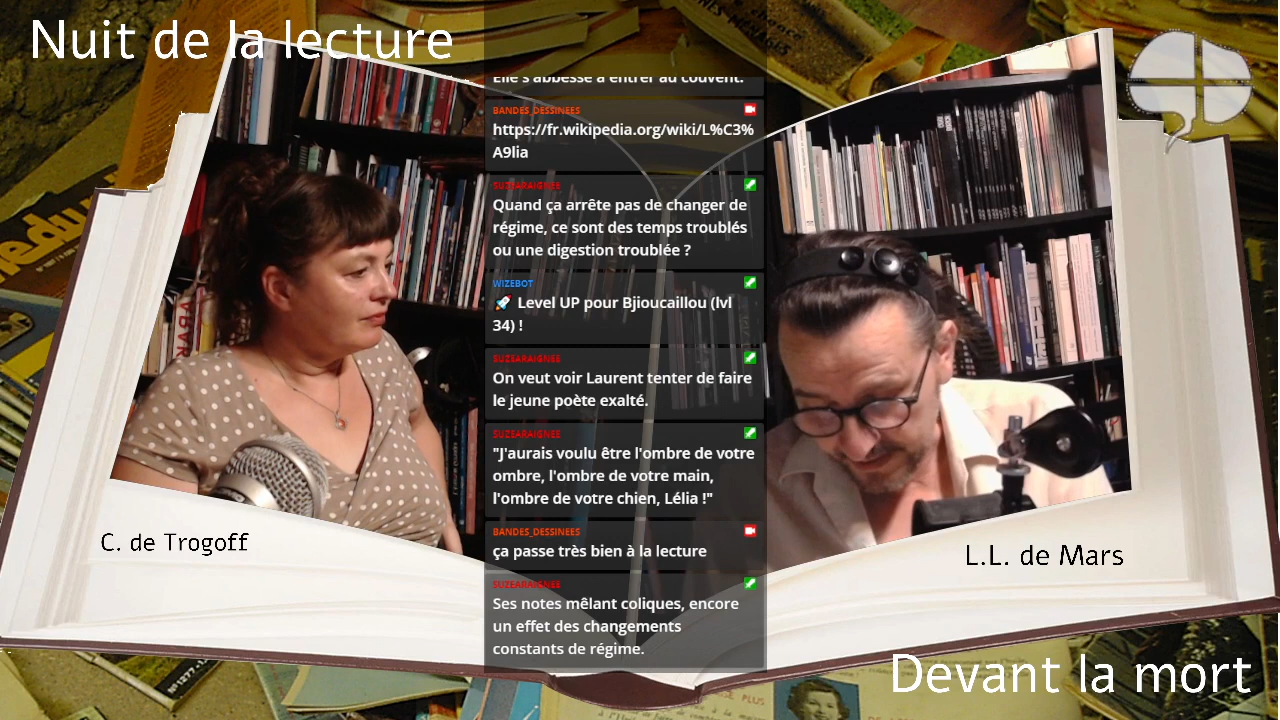 Nuit de la lecture
Elle s'abbesse à entrer au couvent.
BANDES_DESSINEES
https://fr.wikipedia.org/wiki/L%C3%
A9lia
SUZEARAIGNEE
Quand ça arrête pas de changer de
régime, ce sont des temps troublés
ou une digestion troublée ?
WIZEBOT
🚀 Level UP pour Bjioucaillou (lvl
34) !
SUZEARAIGNEE
On veut voir Laurent tenter de faire
le jeune poète exalté.
SUZEARAIGNEE
"J'aurais voulu être l'ombre de votre
ombre, l'ombre de votre main,
l'ombre de votre chien, Lélia !"
BANDES_DESSINEES
ça passe très bien à la lecture
SUZEARAIGNEE
Ses notes mêlant coliques, encore
un effet des changements
constants de régime.
C. de Trogoff
L.L. de Mars
Devant la mort